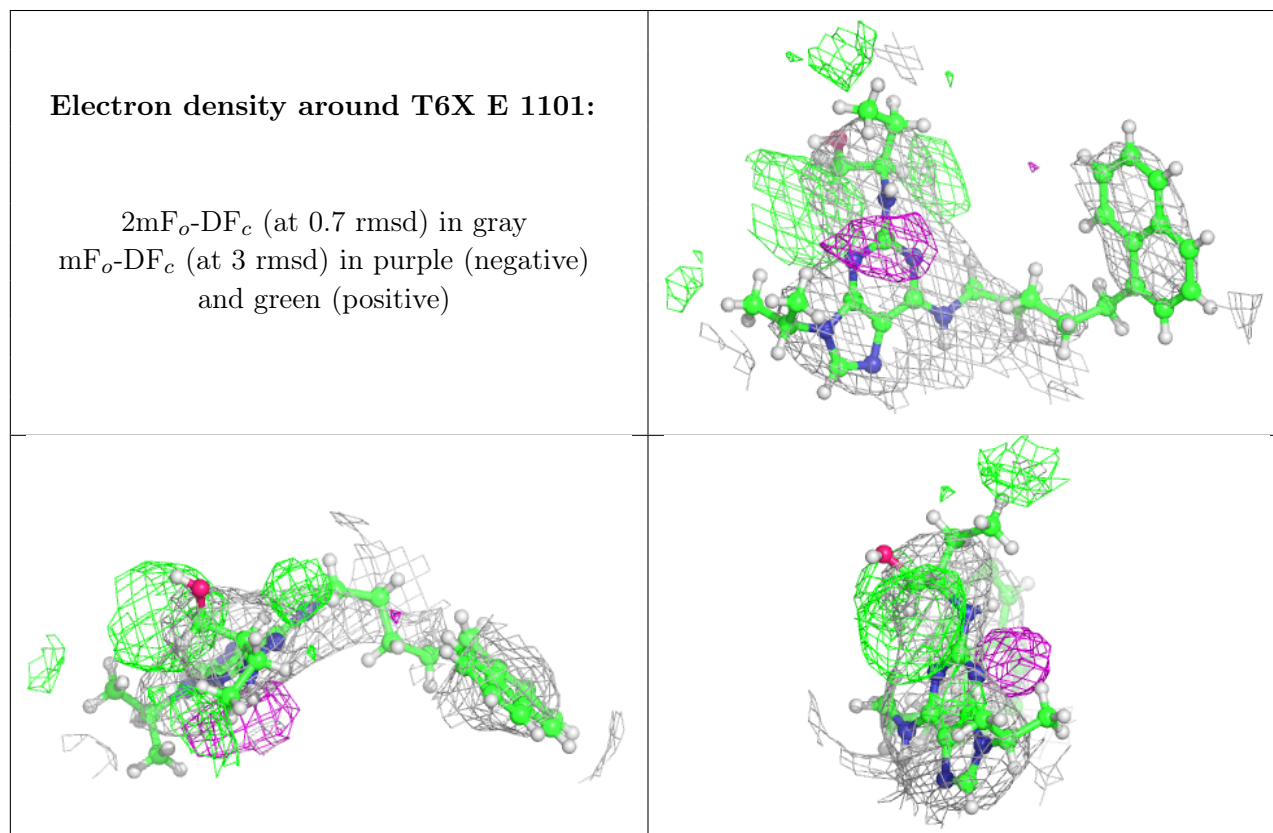 Electron density around T6X E 1101:
2mFo-DFc (at 0.7 rmsd) in gray
mFo-DFc (at 3 rmsd) in purple (negative)
and green (positive)